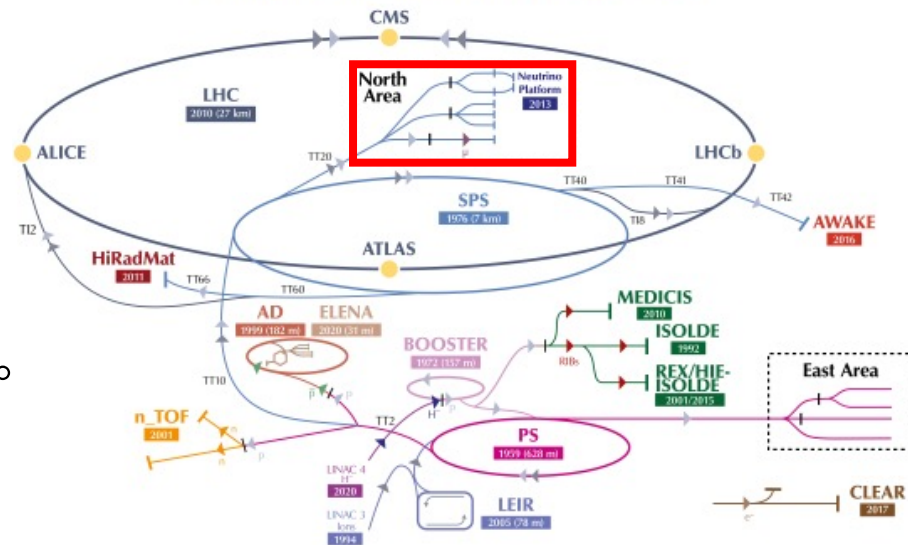 CMS
North
Area
Neutrino
Platform
2013
LHC
2010 (27 km)
ALICE
LHCb
TT20
TT40
TT41
TT42
SPS
1976 (7 km)
TI8
AWAKE
2016
TI2
ATLAS
HiRadMat
2011
TT66
TT60
AD
1999 (182 m)
ELENA
2020 (31 m)
MEDICIS
2010
BOOSTER
1972 (157 m)
ISOLDE
1992
RIBs
REX/HIE-
ISOLDE
2001/2015
East Area
TT10
p
p
H⁻
p
TT2
n_TOF
2001
n
n
p
PS
1959 (628 m)
LINAC 4
H⁻
2020
LINAC 3
Ions
1994
LEIR
2005 (78 m)
CLEAR
2017
e⁻